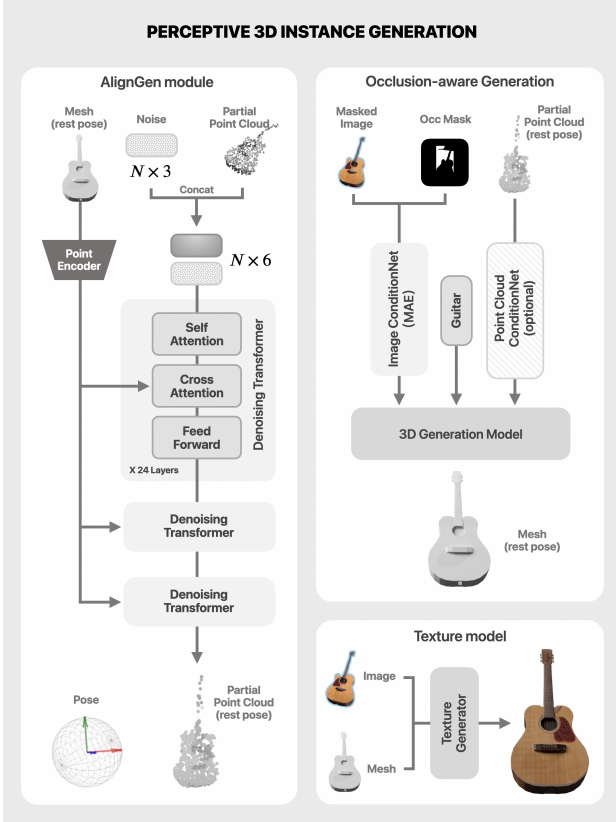 PERCEPTIVE 3D INSTANCE GENERATION
AlignGen module
Mesh
(rest pose)
Noise
Partial
Point Cloud
N × 3
Concat
Point
Encoder
N × 6
Self
Attention
Cross
Attention
Feed
Forward
Denoising Transformer
X 24 Layers
Denoising
Transformer
Denoising
Transformer
Pose
Partial
Point Cloud
(rest pose)
Occlusion-aware Generation
Masked
Image
Occ Mask
Partial
Point Cloud
(rest pose)
Image ConditionNet
(MAE)
Guitar
Point Cloud
ConditionNet
(optional)
3D Generation Model
Mesh
(rest pose)
Texture model
Image
Mesh
Texture
Generator